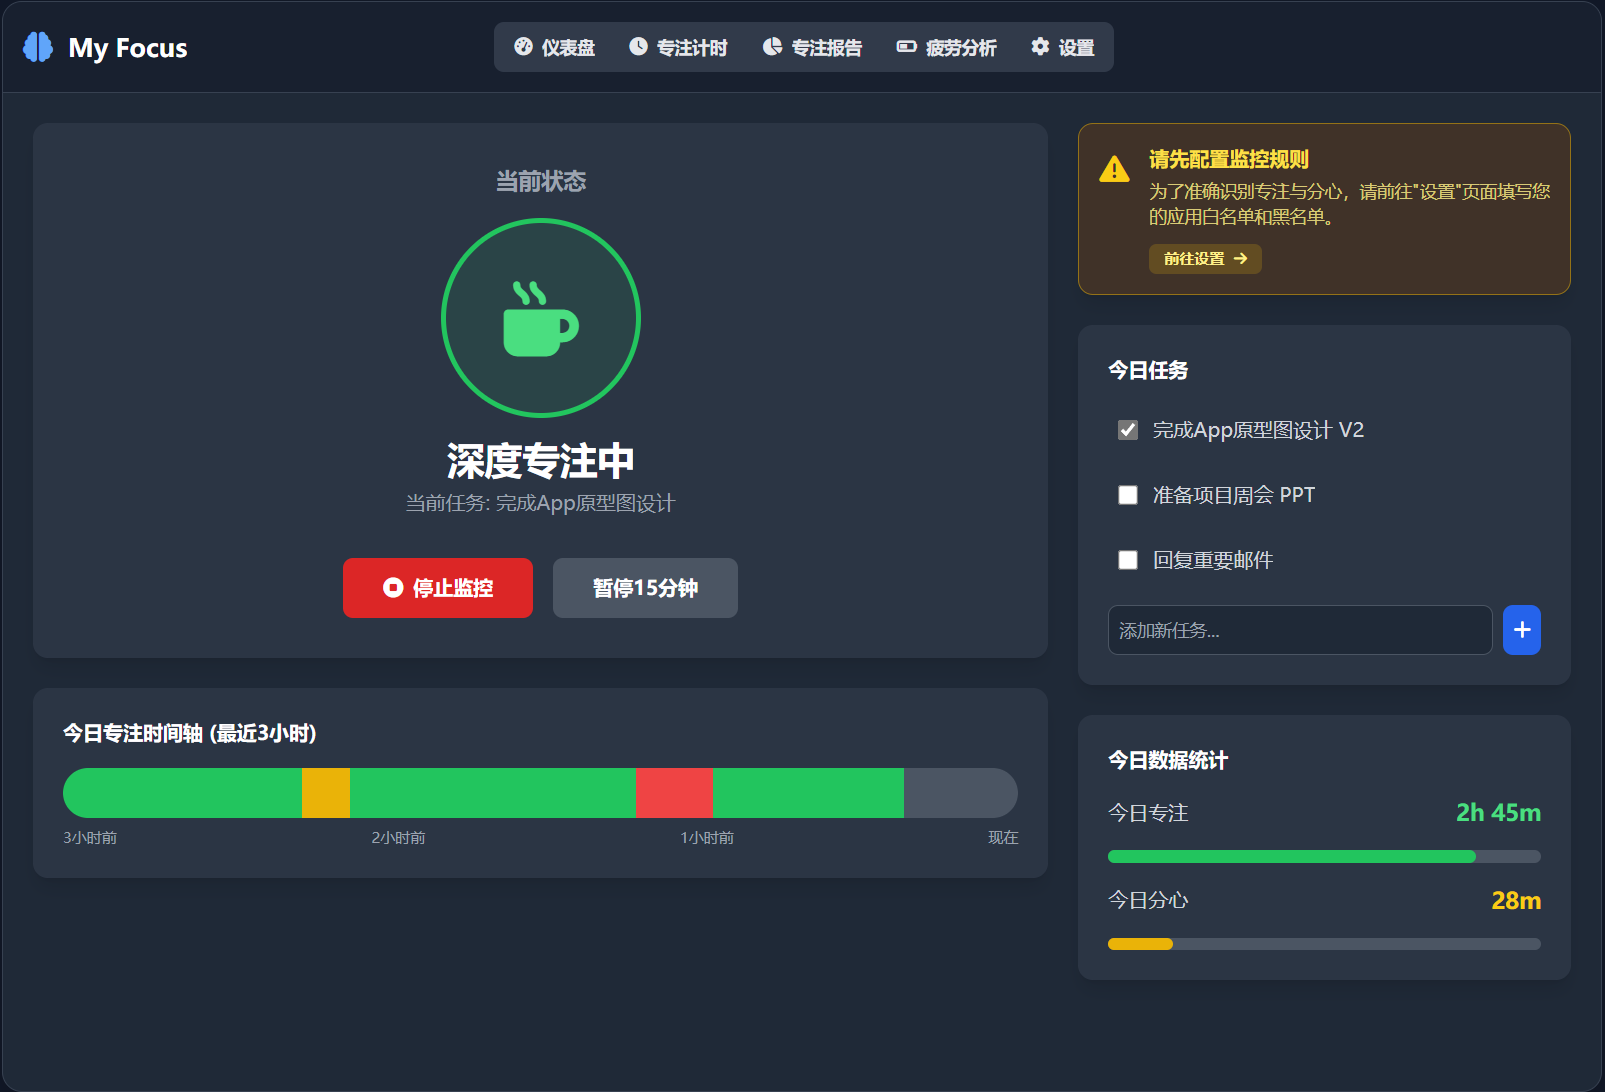 My Focus
仪表盘
专注计时
专注报告
疲劳分析
设置
当前状态
深度专注中
当前任务: 完成App原型图设计
停止监控
暂停15分钟
今日专注时间轴 (最近3小时)
3小时前
2小时前
1小时前
现在
请先配置监控规则
为了准确识别专注与分心，请前往"设置"页面填写您
的应用白名单和黑名单。
前往设置 →
今日任务
完成App原型图设计 V2
准备项目周会 PPT
回复重要邮件
添加新任务...
+
今日数据统计
今日专注
2h 45m
今日分心
28m